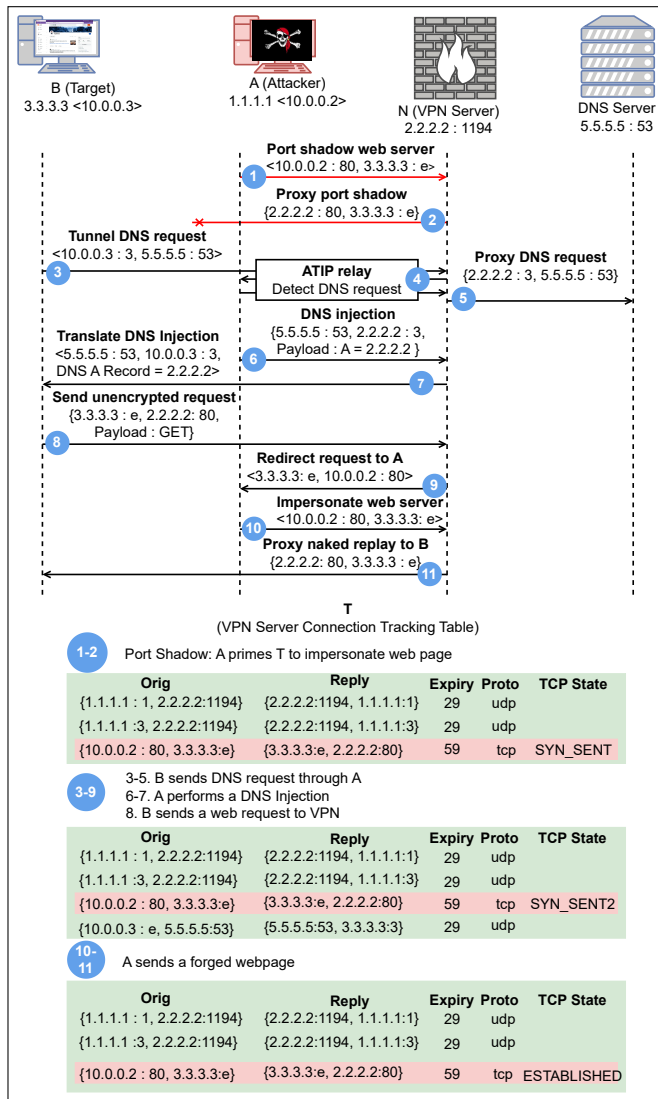 B (Target)
3.3.3.3 <10.0.0.3>
A (Attacker)
1.1.1.1 <10.0.0.2>
N (VPN Server)
2.2.2.2 : 1194
DNS Server
5.5.5.5 : 53
Port shadow web server
<10.0.0.2 : 80, 3.3.3.3 : e>
1
Proxy port shadow
{2.2.2.2 : 80, 3.3.3.3 : e}
2
Tunnel DNS request
<10.0.0.3 : 3, 5.5.5.5 : 53>
3
ATIP relay
Detect DNS request
4
Proxy DNS request
{2.2.2.2 : 3, 5.5.5.5 : 53}
5
DNS injection
{5.5.5.5 : 53, 2.2.2.2 : 3,
Payload : A = 2.2.2.2 }
6
Translate DNS Injection
<5.5.5.5 : 53, 10.0.0.3 : 3,
DNS A Record = 2.2.2.2>
7
Send unencrypted request
{3.3.3.3 : e, 2.2.2.2: 80,
Payload : GET}
8
Redirect request to A
<3.3.3.3: e, 10.0.0.2 : 80>
9
Impersonate web server
<10.0.0.2 : 80, 3.3.3.3: e>
10
Proxy naked replay to B
{2.2.2.2: 80, 3.3.3.3 : e}
11
T
(VPN Server Connection Tracking Table)
1-2
Port Shadow: A primes T to impersonate web page
Orig Reply Expiry Proto TCP State
{1.1.1.1 : 1, 2.2.2.2:1194} {2.2.2.2:1194, 1.1.1.1:1} 29 udp
{1.1.1.1 :3, 2.2.2.2:1194} {2.2.2.2:1194, 1.1.1.1:3} 29 udp
{10.0.0.2 : 80, 3.3.3.3:e} {3.3.3.3:e, 2.2.2.2:80} 59 tcp SYN_SENT
3-9
3-5. B sends DNS request through A
6-7. A performs a DNS Injection
8. B sends a web request to VPN
Orig Reply Expiry Proto TCP State
{1.1.1.1 : 1, 2.2.2.2:1194} {2.2.2.2:1194, 1.1.1.1:1} 29 udp
{1.1.1.1 :3, 2.2.2.2:1194} {2.2.2.2:1194, 1.1.1.1:3} 29 udp
{10.0.0.2 : 80, 3.3.3.3:e} {3.3.3.3:e, 2.2.2.2:80} 59 tcp SYN_SENT2
{10.0.0.3 : e, 5.5.5.5:53} {5.5.5.5:53, 3.3.3.3:3} 29 udp
10-
11
A sends a forged webpage
Orig Reply Expiry Proto TCP State
{1.1.1.1 : 1, 2.2.2.2:1194} {2.2.2.2:1194, 1.1.1.1:1} 29 udp
{1.1.1.1 :3, 2.2.2.2:1194} {2.2.2.2:1194, 1.1.1.1:3} 29 udp
{10.0.0.2 : 80, 3.3.3.3:e} {3.3.3.3:e, 2.2.2.2:80} 59 tcp ESTABLISHED